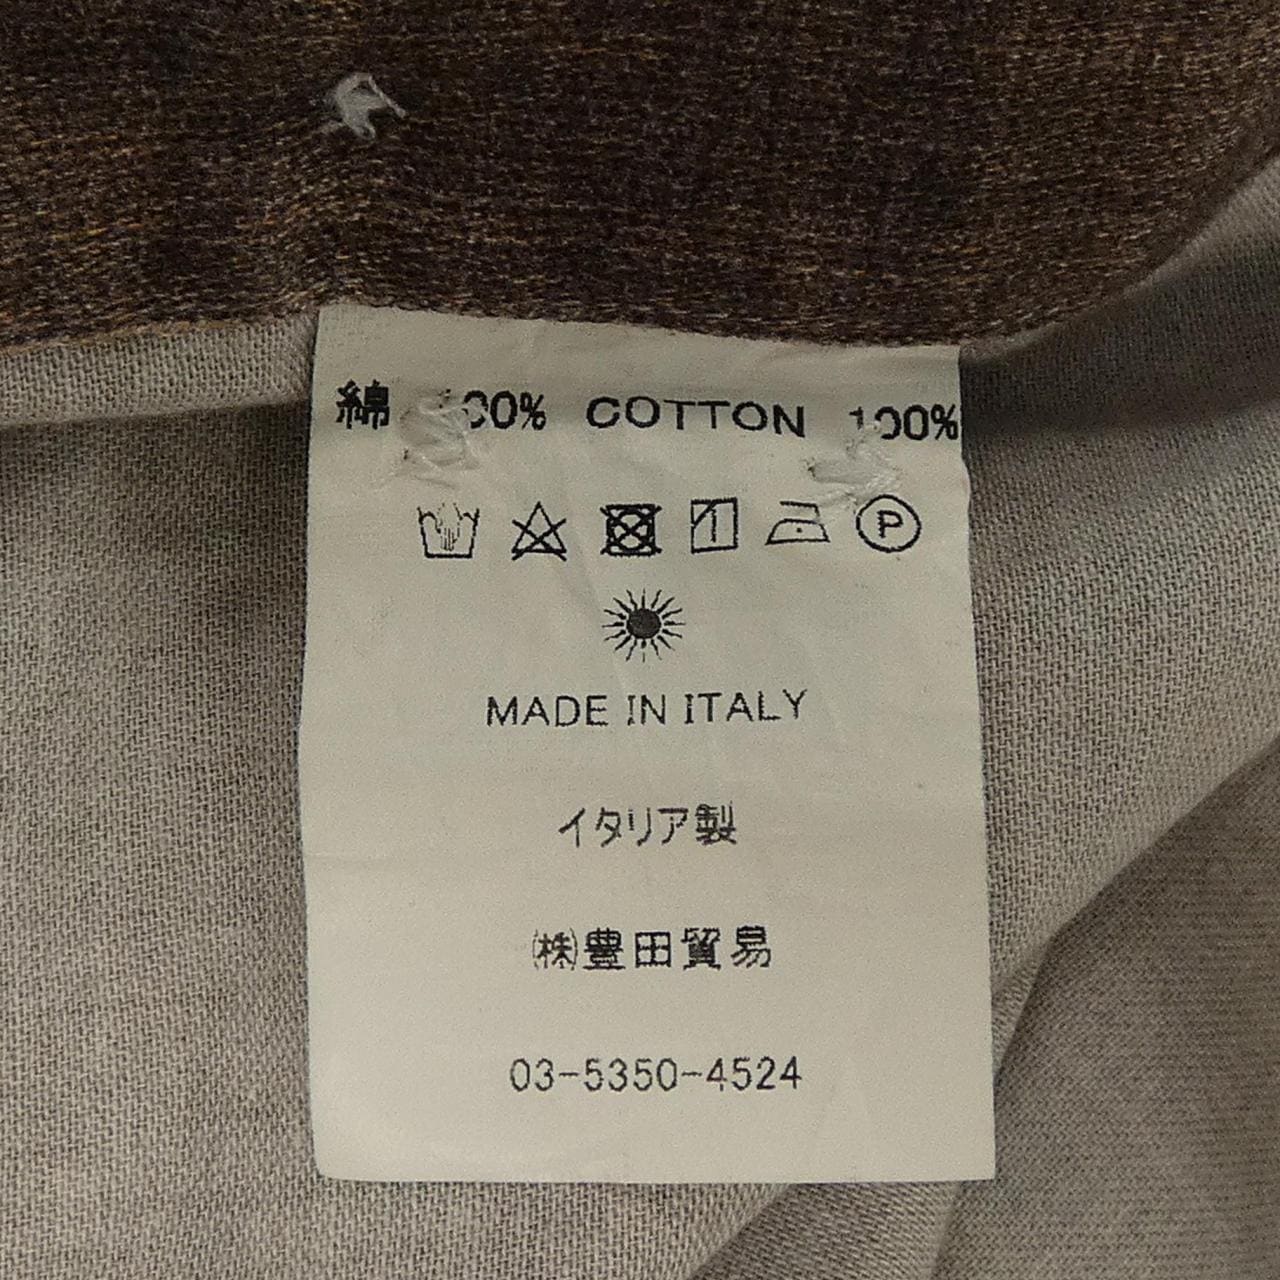 綿 100% COTTON 100%
P
MADE IN ITALY
イタリア製
㈱豊田貿易
03-5350-4524